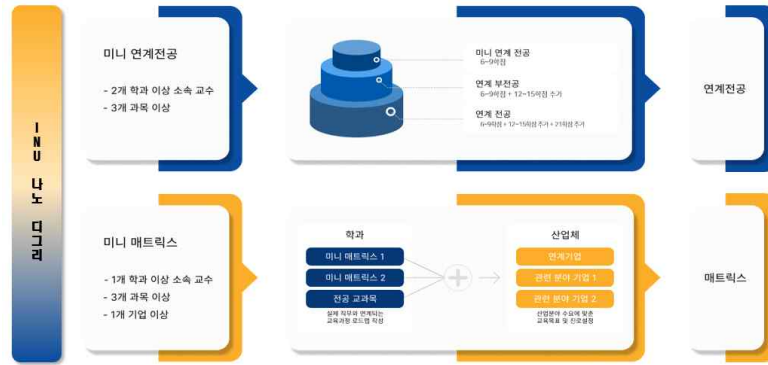 INU 나노 디그리
미니 연계전공
- 2개 학과 이상 소속 교수
- 3개 과목 이상
미니 연계 전공
6~9학점
연계 부전공
6~9학점 + 12~15학점 추가
연계 전공
6~9학점 + 12~15학점 추가 + 21학점 추가
연계전공
미니 매트릭스
- 1개 학과 이상 소속 교수
- 3개 과목 이상
- 1개 기업 이상
학과
미니 매트릭스 1
미니 매트릭스 2
전공 교과목
실제 직무와 연계되는
교육과정 로드맵 작성
산업체
연계기업
관련 분야 기업 1
관련 분야 기업 2
산업분야 수요에 맞춘
교육목표 및 진로설정
매트릭스